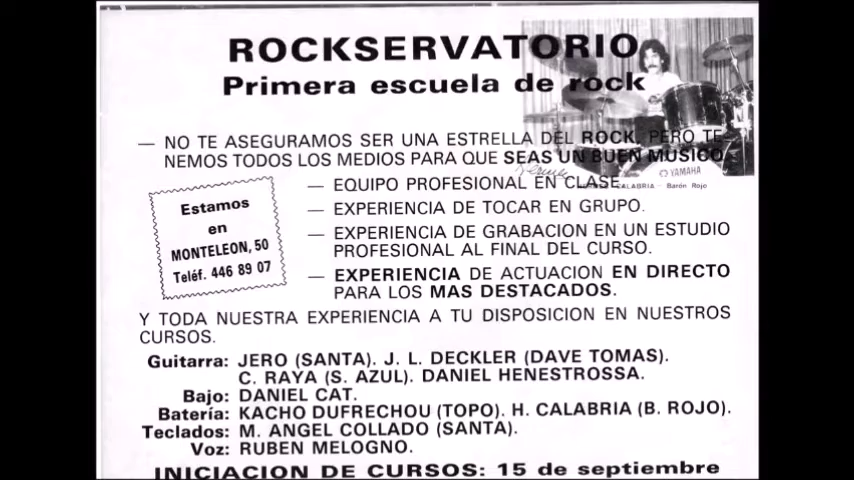 ROCKSERVATORIO
Primera escuela de rock
— NO TE ASEGURAMOS SER UNA ESTRELLA DEL ROCK, PERO TE-
NEMOS TODOS LOS MEDIOS PARA QUE SEAS UN BUEN MUSICO.
YAMAHA
CALABRIA - Barón Rojo
— EQUIPO PROFESIONAL EN CLASE.
— EXPERIENCIA DE TOCAR EN GRUPO.
— EXPERIENCIA DE GRABACION EN UN ESTUDIO
PROFESIONAL AL FINAL DEL CURSO.
— EXPERIENCIA DE ACTUACION EN DIRECTO
PARA LOS MAS DESTACADOS.
Estamos
en
MONTELEON, 50
Teléf. 446 89 07
Y TODA NUESTRA EXPERIENCIA A TU DISPOSICION EN NUESTROS
CURSOS.
Guitarra: JERO (SANTA). J. L. DECKLER (DAVE TOMAS).
C. RAYA (S. AZUL). DANIEL HENESTROSSA.
Bajo: DANIEL CAT.
Batería: KACHO DUFRECHOU (TOPO). H. CALABRIA (B. ROJO).
Teclados: M. ANGEL COLLADO (SANTA).
Voz: RUBEN MELOGNO.
INICIACION DE CURSOS: 15 de septiembre